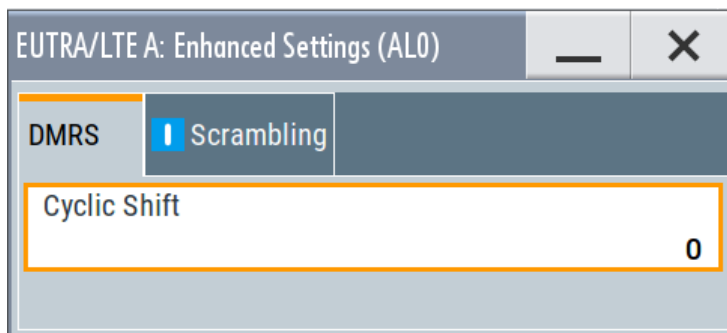 EUTRA/LTE A: Enhanced Settings (AL0)
DMRS
Scrambling
Cyclic Shift
0